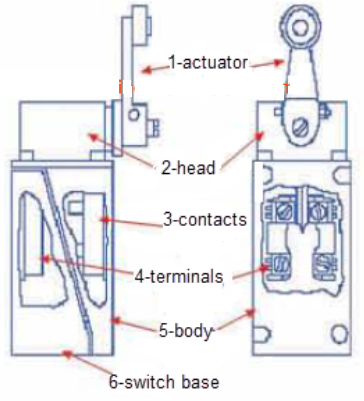 1-actuator
2-head
3-contacts
4-terminals
5-body
6-switch base